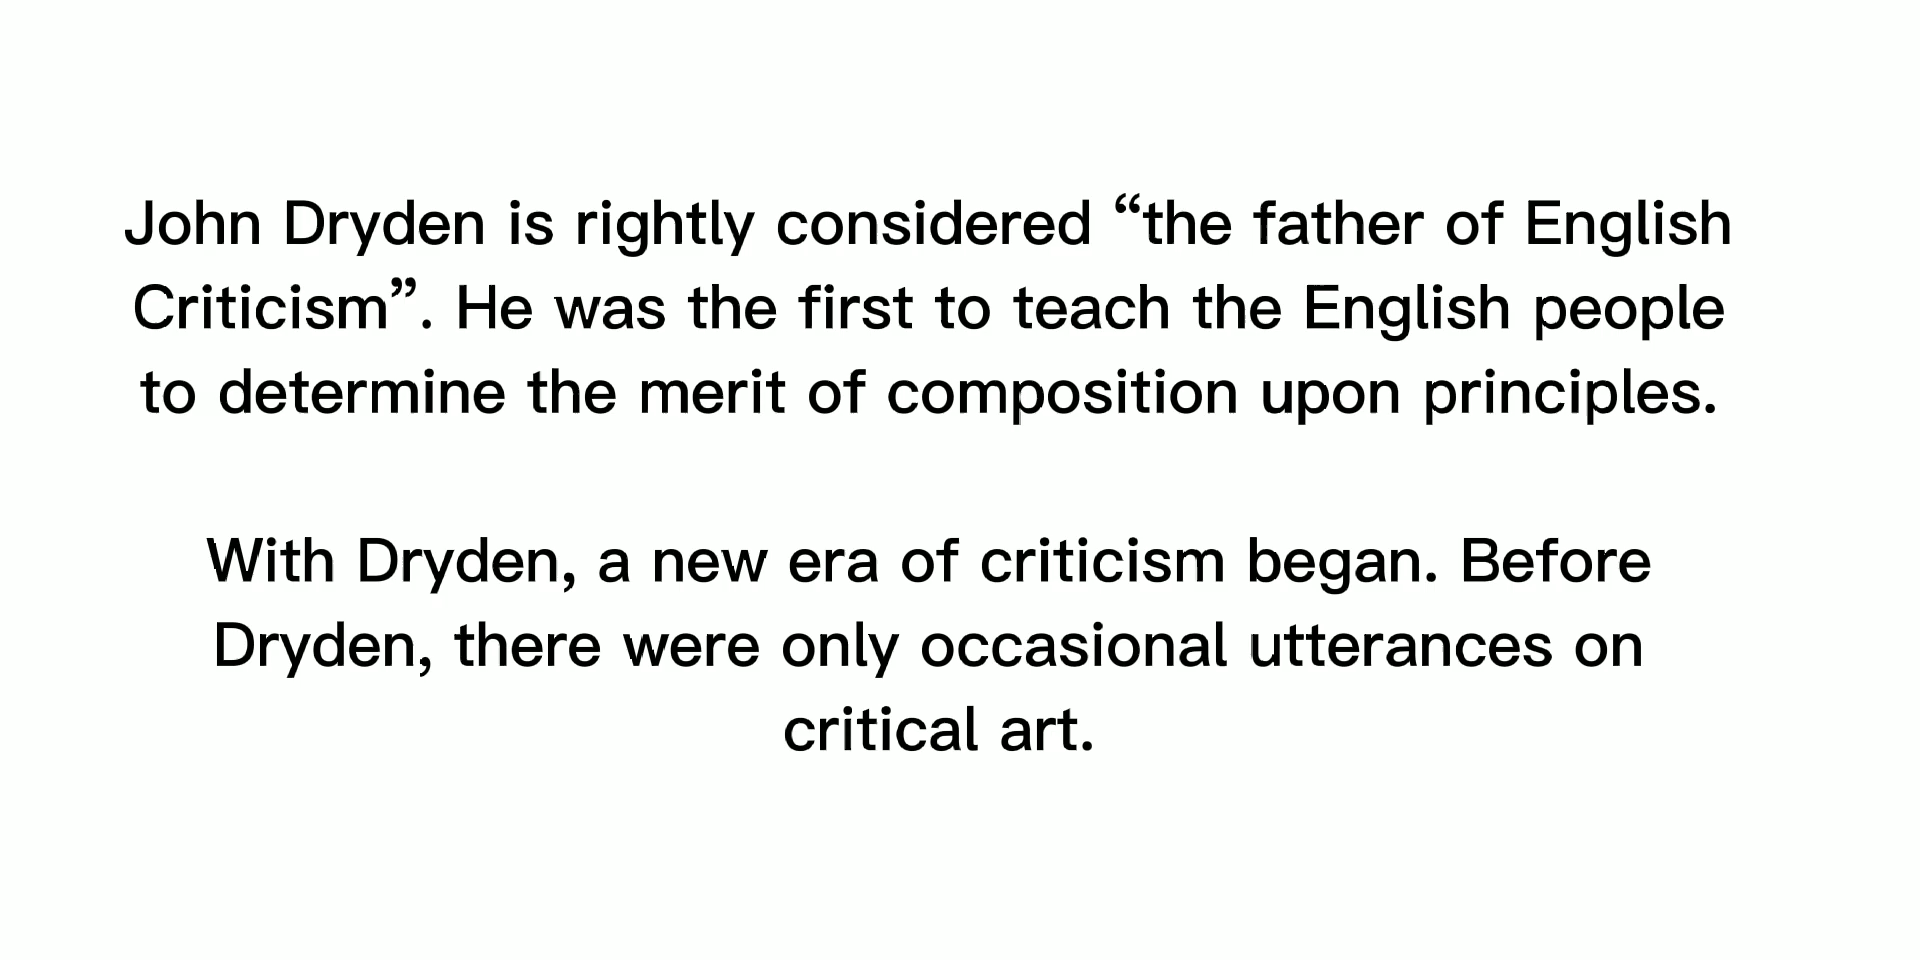 John Dryden is rightly considered “the father of English
Criticism”. He was the first to teach the English people
to determine the merit of composition upon principles.
With Dryden, a new era of criticism began. Before
Dryden, there were only occasional utterances on
critical art.